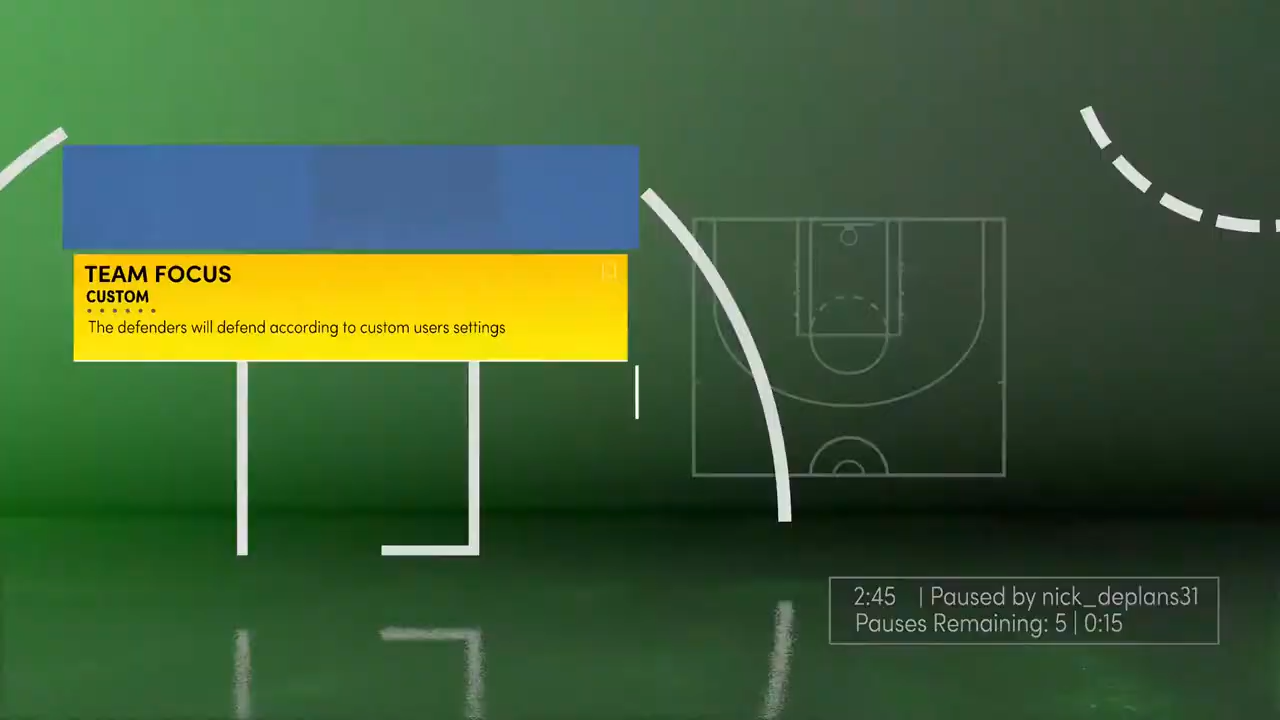 TEAM FOCUS
CUSTOM
The defenders will defend according to custom users settings
2:45 | Paused by nick_deplans31
Pauses Remaining: 5 | 0:15